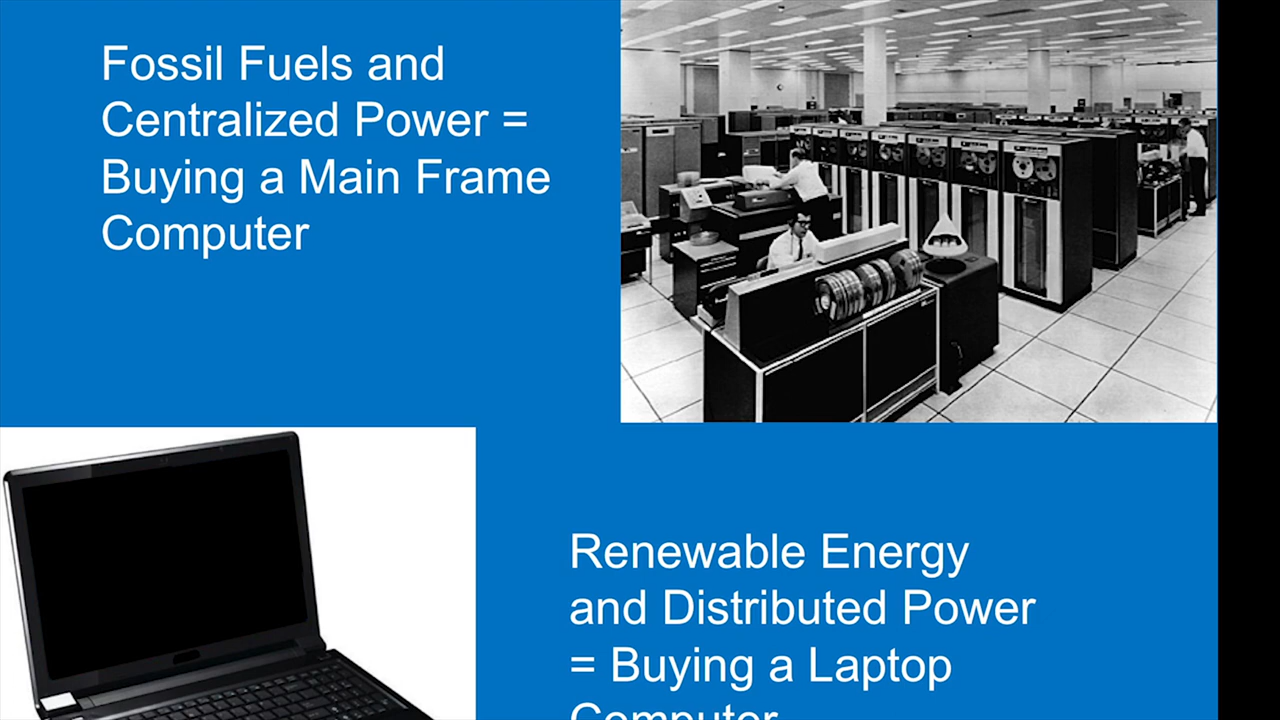 Fossil Fuels and
Centralized Power =
Buying a Main Frame
Computer
Renewable Energy
and Distributed Power
= Buying a Laptop
Computer